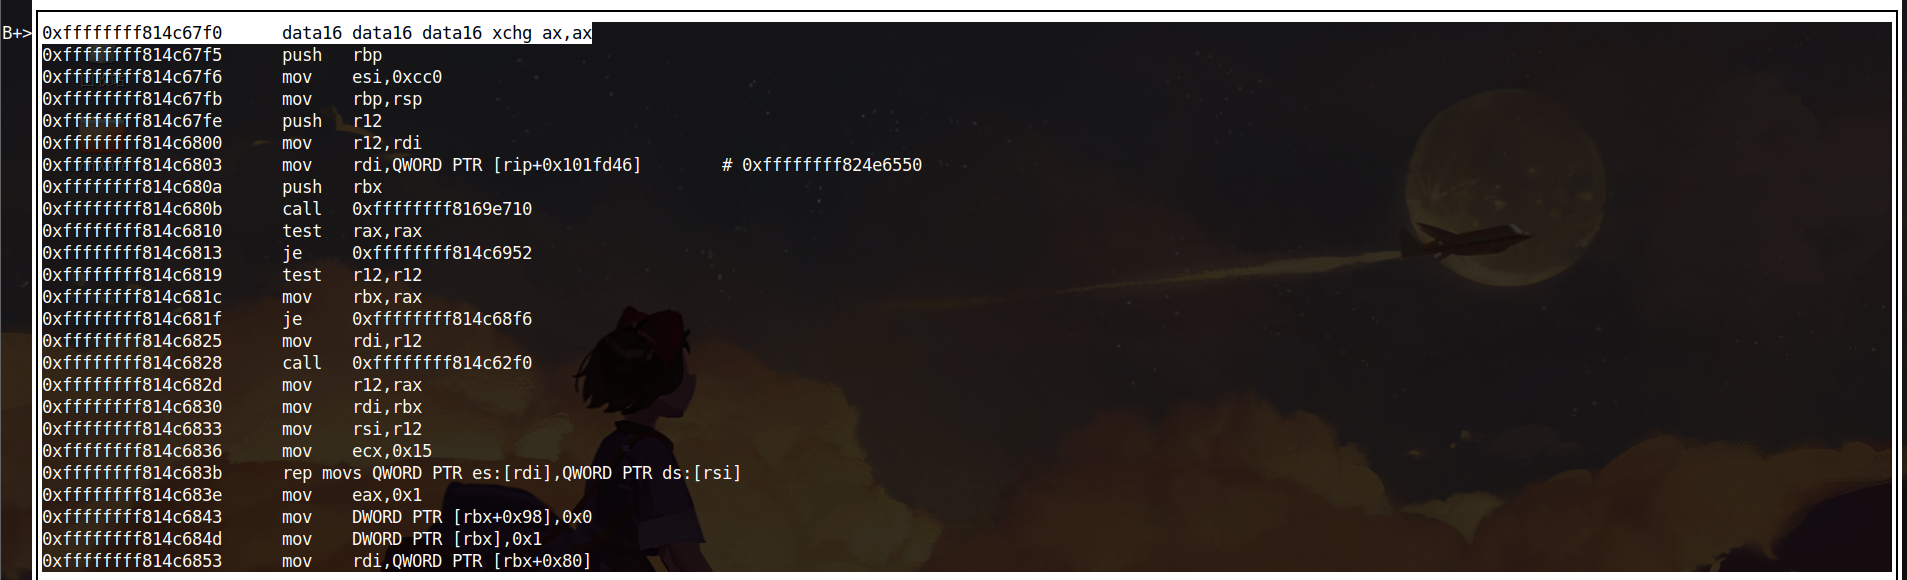 B+> 0xffffffff814c67f0      data16 data16 data16 xchg ax,ax
0xffffffff814c67f5      push   rbp
0xffffffff814c67f6      mov    esi,0xcc0
0xffffffff814c67fb      mov    rbp,rsp
0xffffffff814c67fe      push   r12
0xffffffff814c6800      mov    r12,rdi
0xffffffff814c6803      mov    rdi,QWORD PTR [rip+0x101fd46]        # 0xffffffff824e6550
0xffffffff814c680a      push   rbx
0xffffffff814c680b      call   0xffffffff8169e710
0xffffffff814c6810      test   rax,rax
0xffffffff814c6813      je     0xffffffff814c6952
0xffffffff814c6819      test   r12,r12
0xffffffff814c681c      mov    rbx,rax
0xffffffff814c681f      je     0xffffffff814c68f6
0xffffffff814c6825      mov    rdi,r12
0xffffffff814c6828      call   0xffffffff814c62f0
0xffffffff814c682d      mov    r12,rax
0xffffffff814c6830      mov    rdi,rbx
0xffffffff814c6833      mov    rsi,r12
0xffffffff814c6836      mov    ecx,0x15
0xffffffff814c683b      rep movs QWORD PTR es:[rdi],QWORD PTR ds:[rsi]
0xffffffff814c683e      mov    eax,0x1
0xffffffff814c6843      mov    DWORD PTR [rbx+0x98],0x0
0xffffffff814c684d      mov    DWORD PTR [rbx],0x1
0xffffffff814c6853      mov    rdi,QWORD PTR [rbx+0x80]